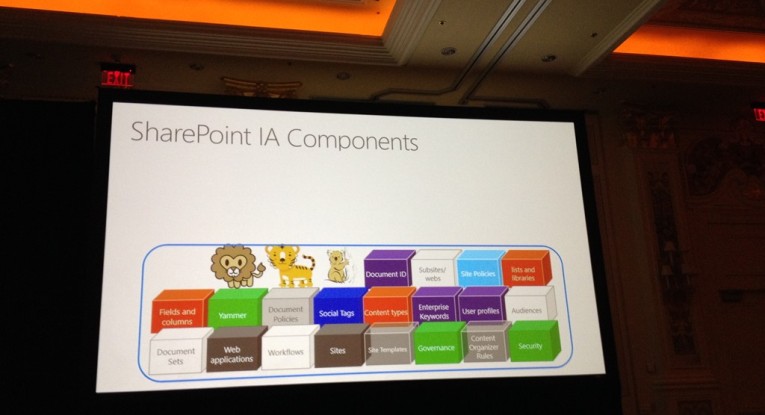 EXIT
SharePoint IA Components
Document ID
Subsites/
webs
Site Policies
lists and
libraries
Fields and
columns
Yammer
Document
Policies
Social Tags
Content types
Enterprise
Keywords
User profiles
Audiences
Document
Sets
Web
applications
Workflows
Sites
Site Templates
Governance
Content
Organizer
Rules
Security